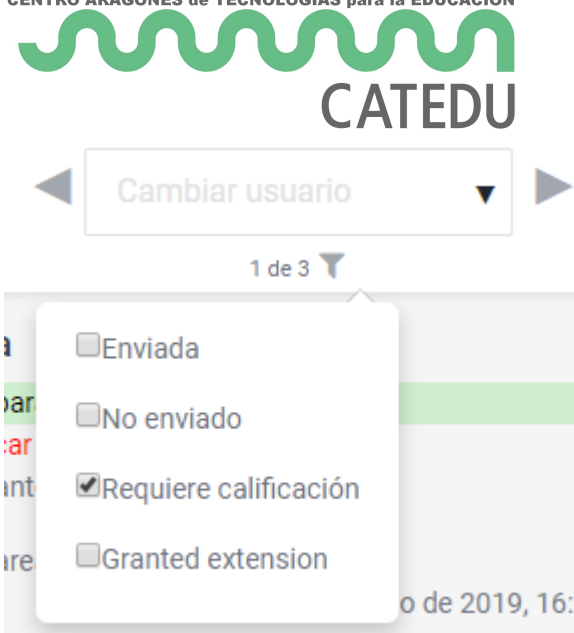 CENTRO ARAGONÉS de TECNOLOGÍAS para la EDUCACIÓN
CATEDU
Cambiar usuario
1 de 3
Enviada
No enviado
Requiere calificación
Granted extension
o de 2019, 16: